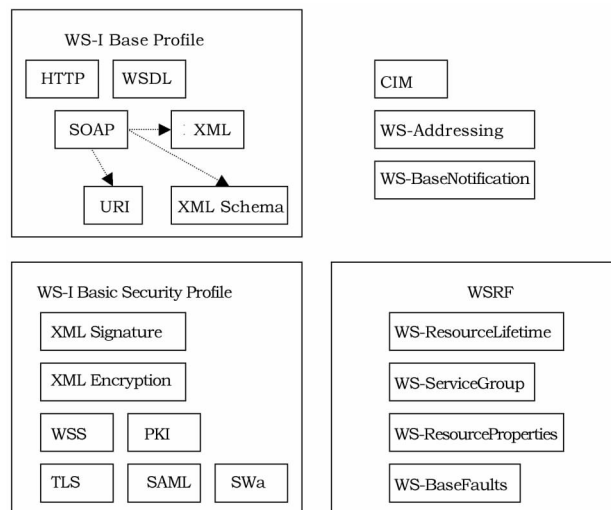 WS-I Base Profile
HTTP
WSDL
SOAP
XML
URI
XML Schema
CIM
WS-Addressing
WS-BaseNotification
WS-I Basic Security Profile
XML Signature
XML Encryption
WSS
PKI
TLS
SAML
SWa
WSRF
WS-ResourceLifetime
WS-ServiceGroup
WS-ResourceProperties
WS-BaseFaults